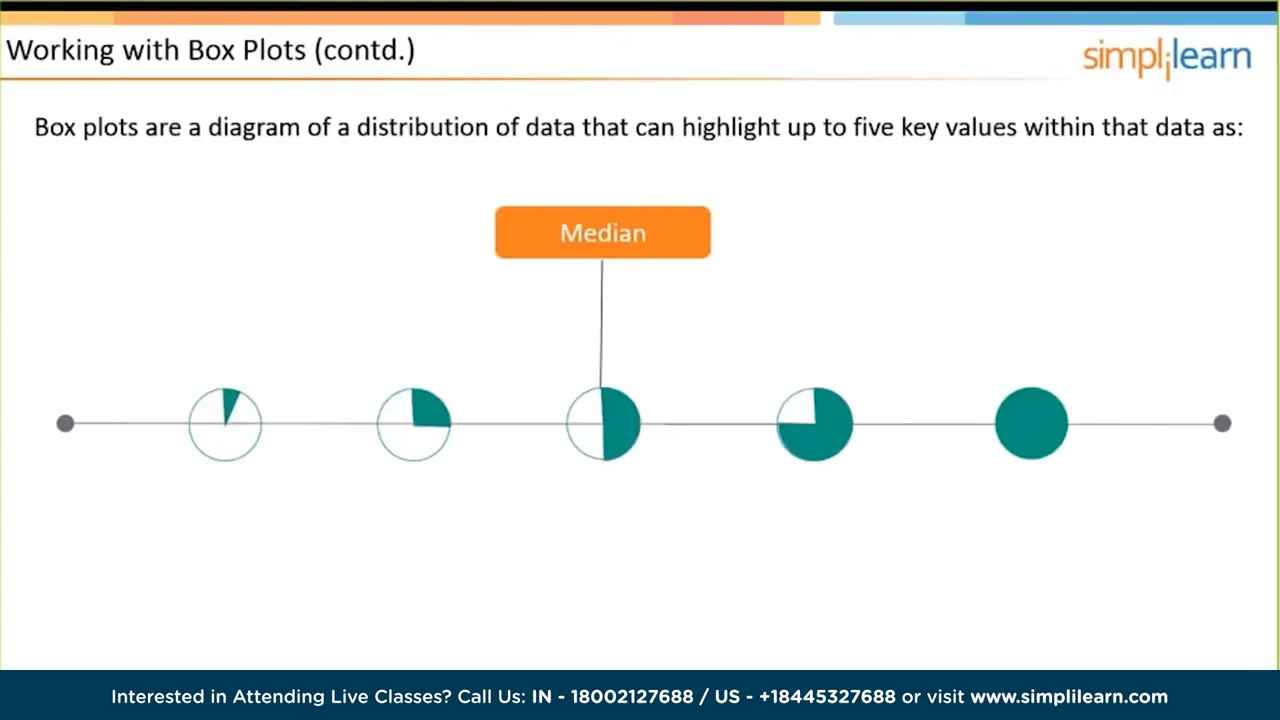 Working with Box Plots (contd.)
simplilearn
Box plots are a diagram of a distribution of data that can highlight up to five key values within that data as:
Median
Interested in Attending Live Classes? Call Us: IN - 18002127688 / US - +18445327688 or visit www.simplilearn.com